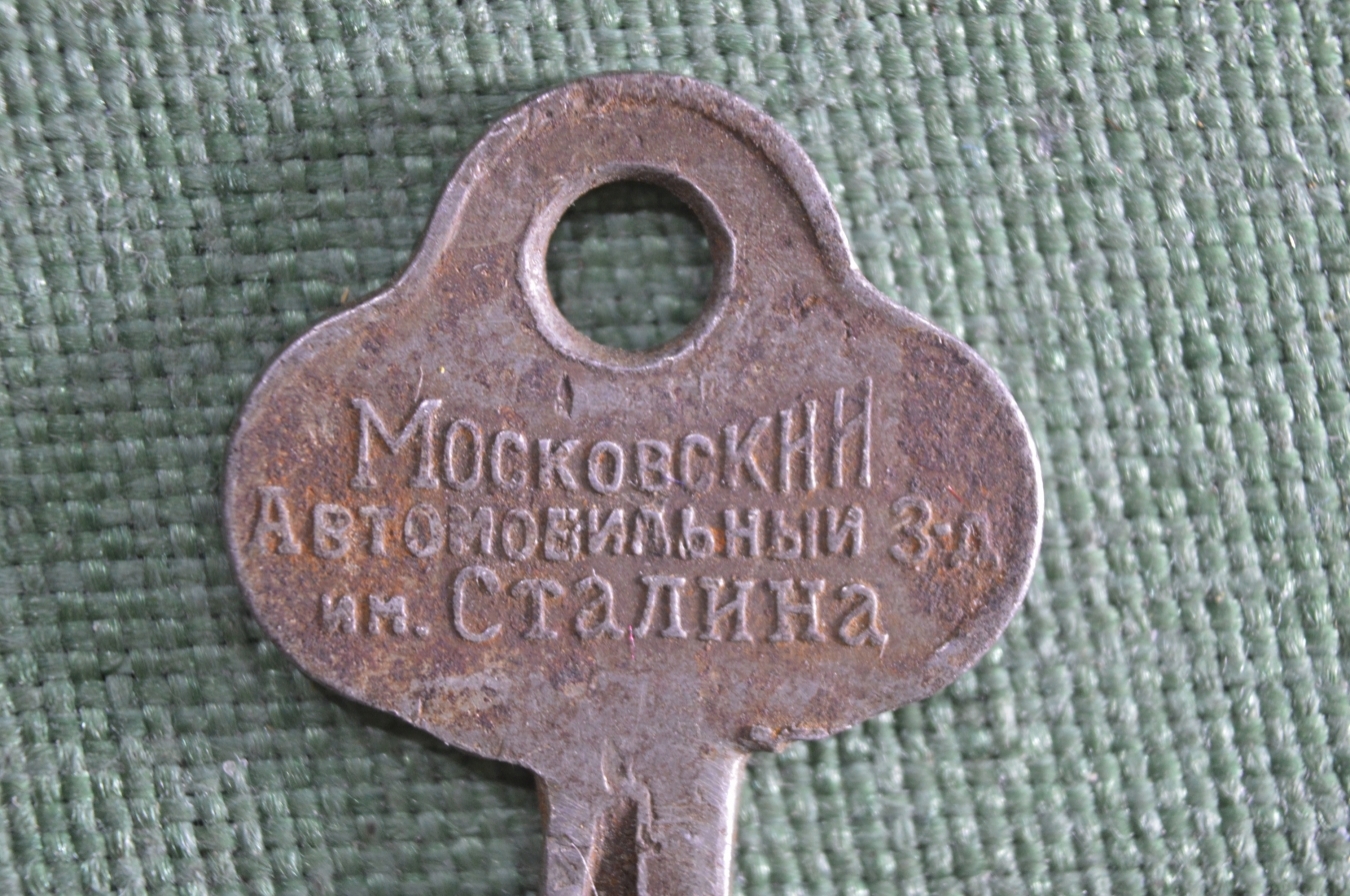 Московский
Автомобильный З-д
им. Сталина